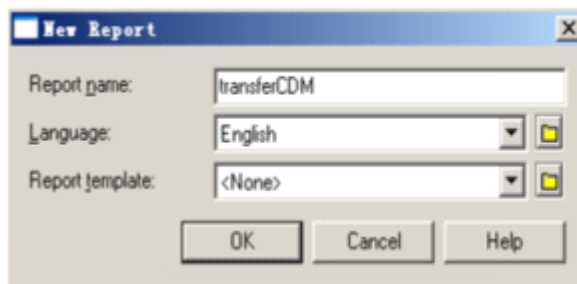 New Report
Report name: transferCDM
Language: English
Report template: <None>
OK Cancel Help